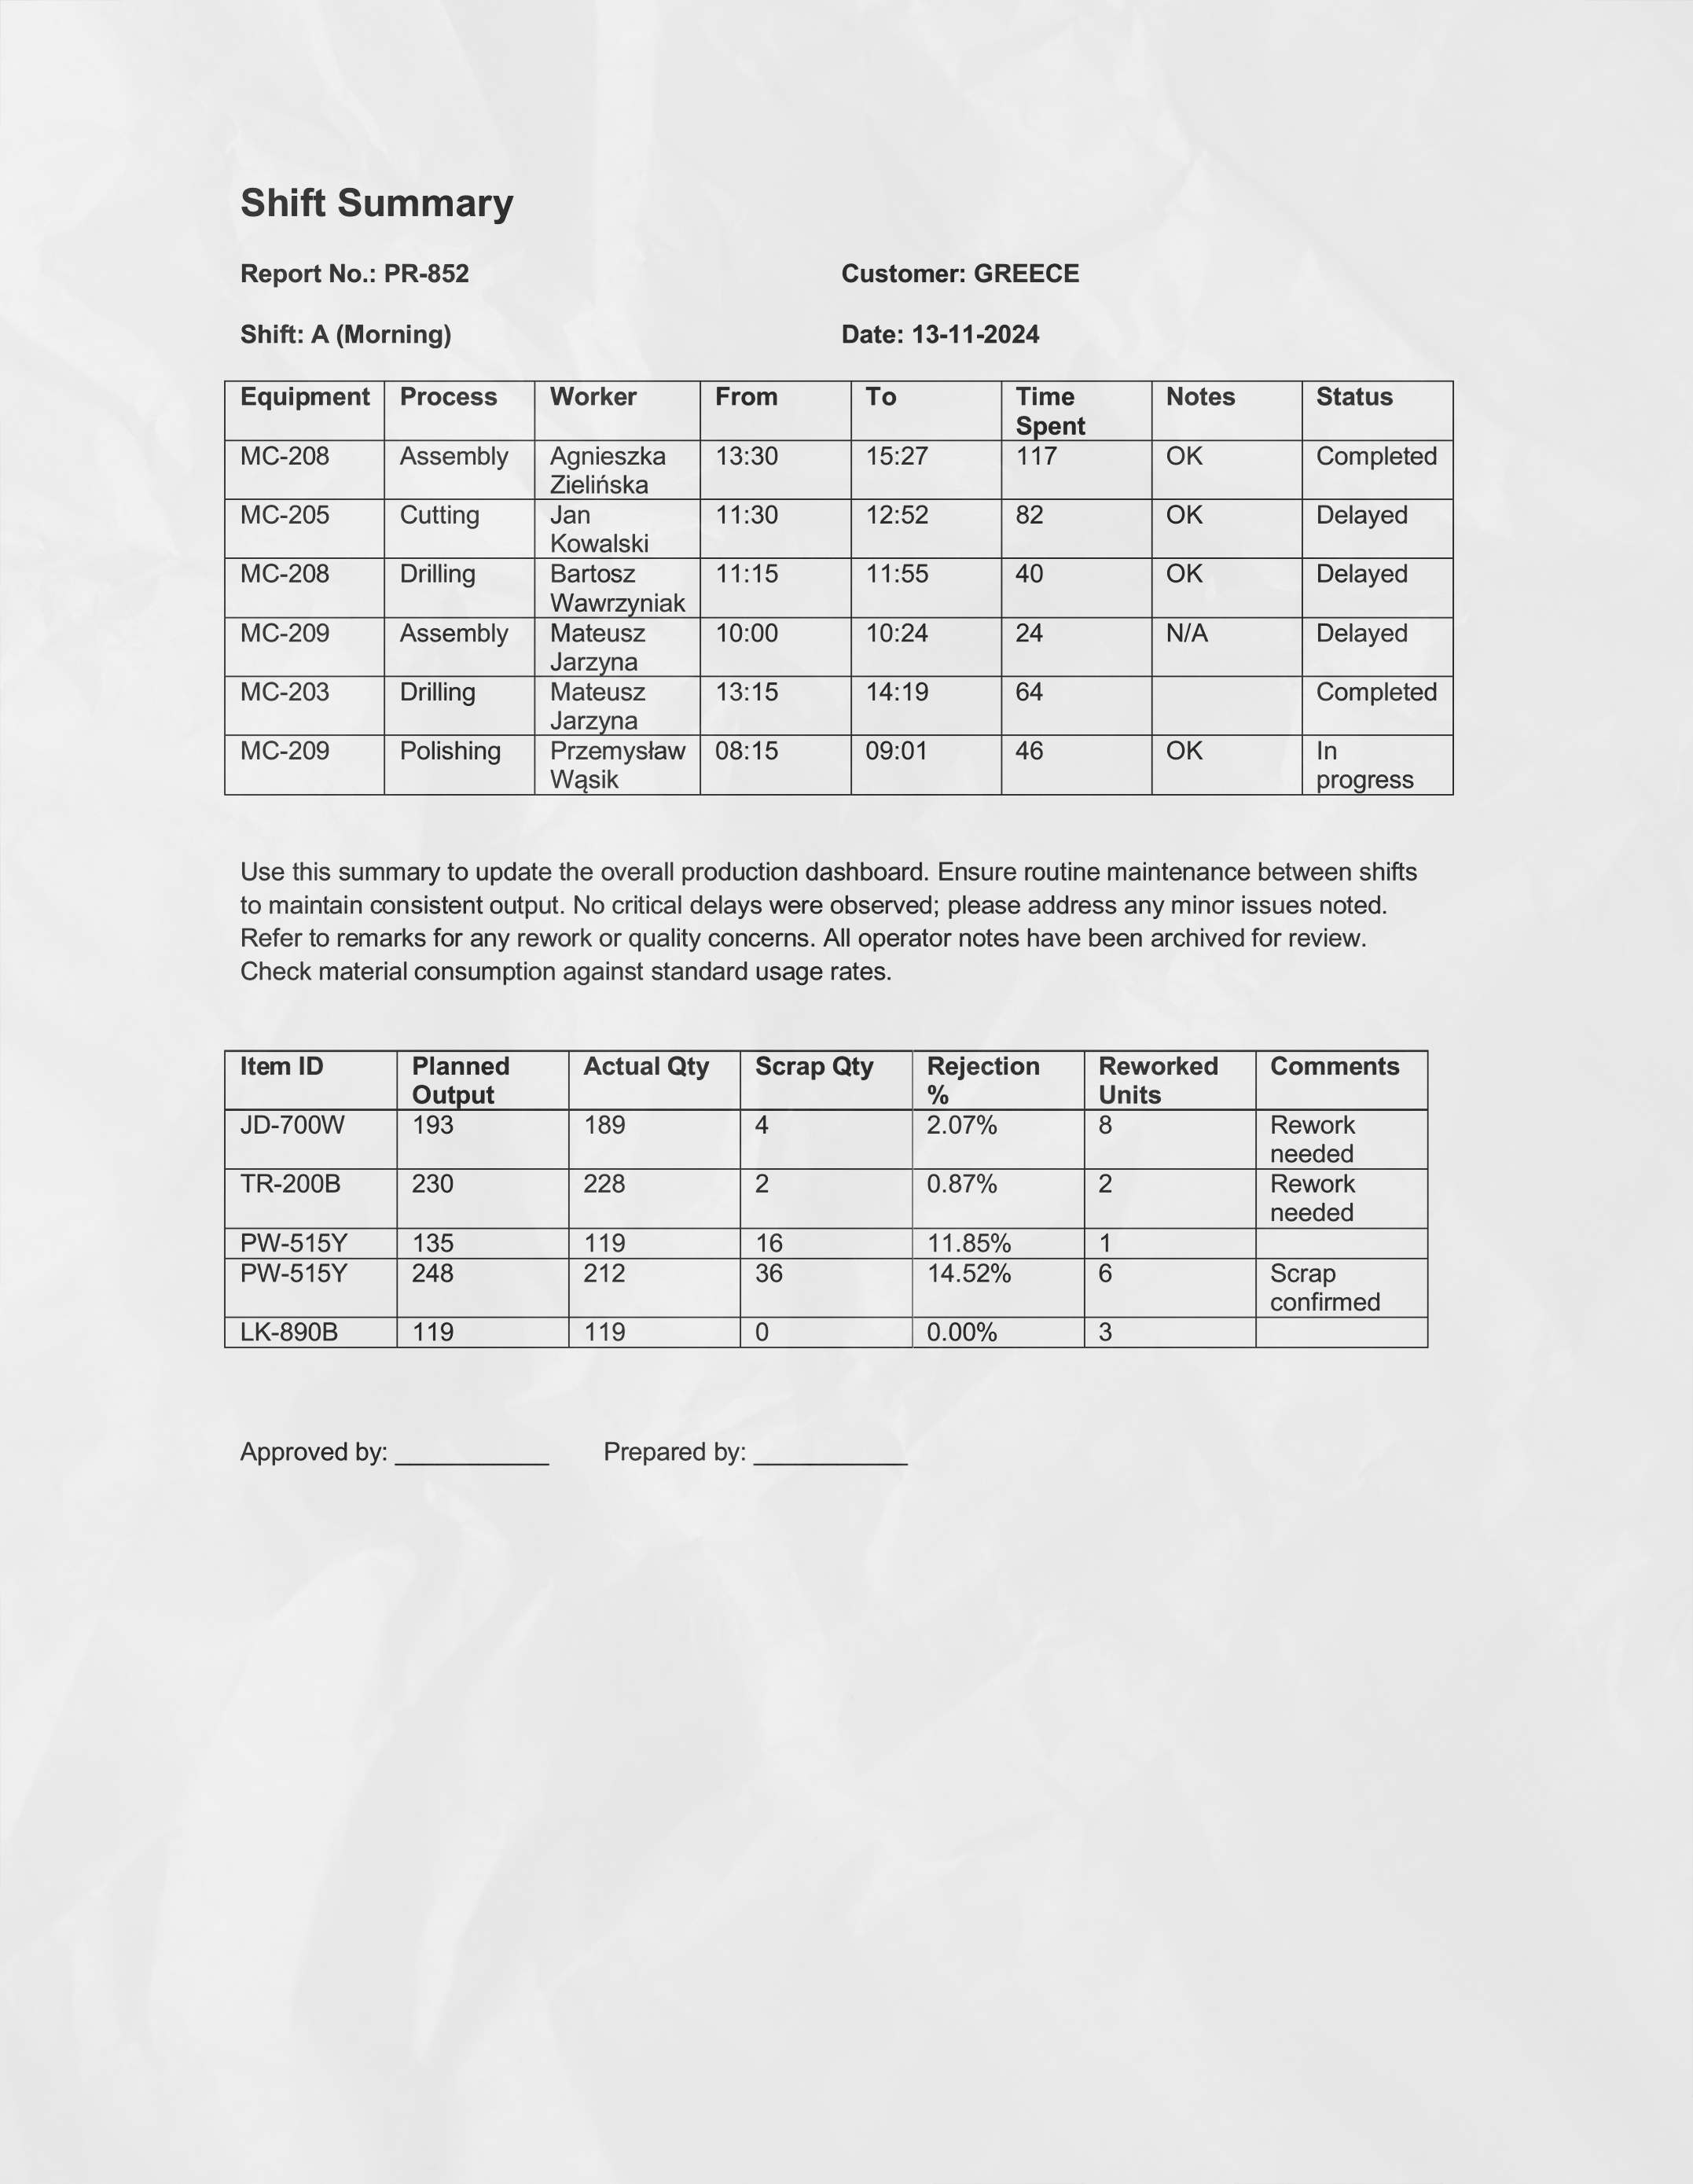 Shift Summary
Report No.: PR-852 Customer: GREECE
Shift: A (Morning) Date: 13-11-2024
Equipment Process Worker From To Time Spent Notes Status
MC-208 Assembly Agnieszka Zielińska 13:30 15:27 117 OK Completed
MC-205 Cutting Jan Kowalski 11:30 12:52 82 OK Delayed
MC-208 Drilling Bartosz Wawrzyniak 11:15 11:55 40 OK Delayed
MC-209 Assembly Mateusz Jarzyna 10:00 10:24 24 N/A Delayed
MC-203 Drilling Mateusz Jarzyna 13:15 14:19 64 Completed
MC-209 Polishing Przemysław Wąsik 08:15 09:01 46 OK In progress
Use this summary to update the overall production dashboard. Ensure routine maintenance between shifts
to maintain consistent output. No critical delays were observed; please address any minor issues noted.
Refer to remarks for any rework or quality concerns. All operator notes have been archived for review.
Check material consumption against standard usage rates.
Item ID Planned Output Actual Qty Scrap Qty Rejection % Reworked Units Comments
JD-700W 193 189 4 2.07% 8 Rework needed
TR-200B 230 228 2 0.87% 2 Rework needed
PW-515Y 135 119 16 11.85% 1
PW-515Y 248 212 36 14.52% 6 Scrap confirmed
LK-890B 119 119 0 0.00% 3
Approved by: ___________ Prepared by: ___________